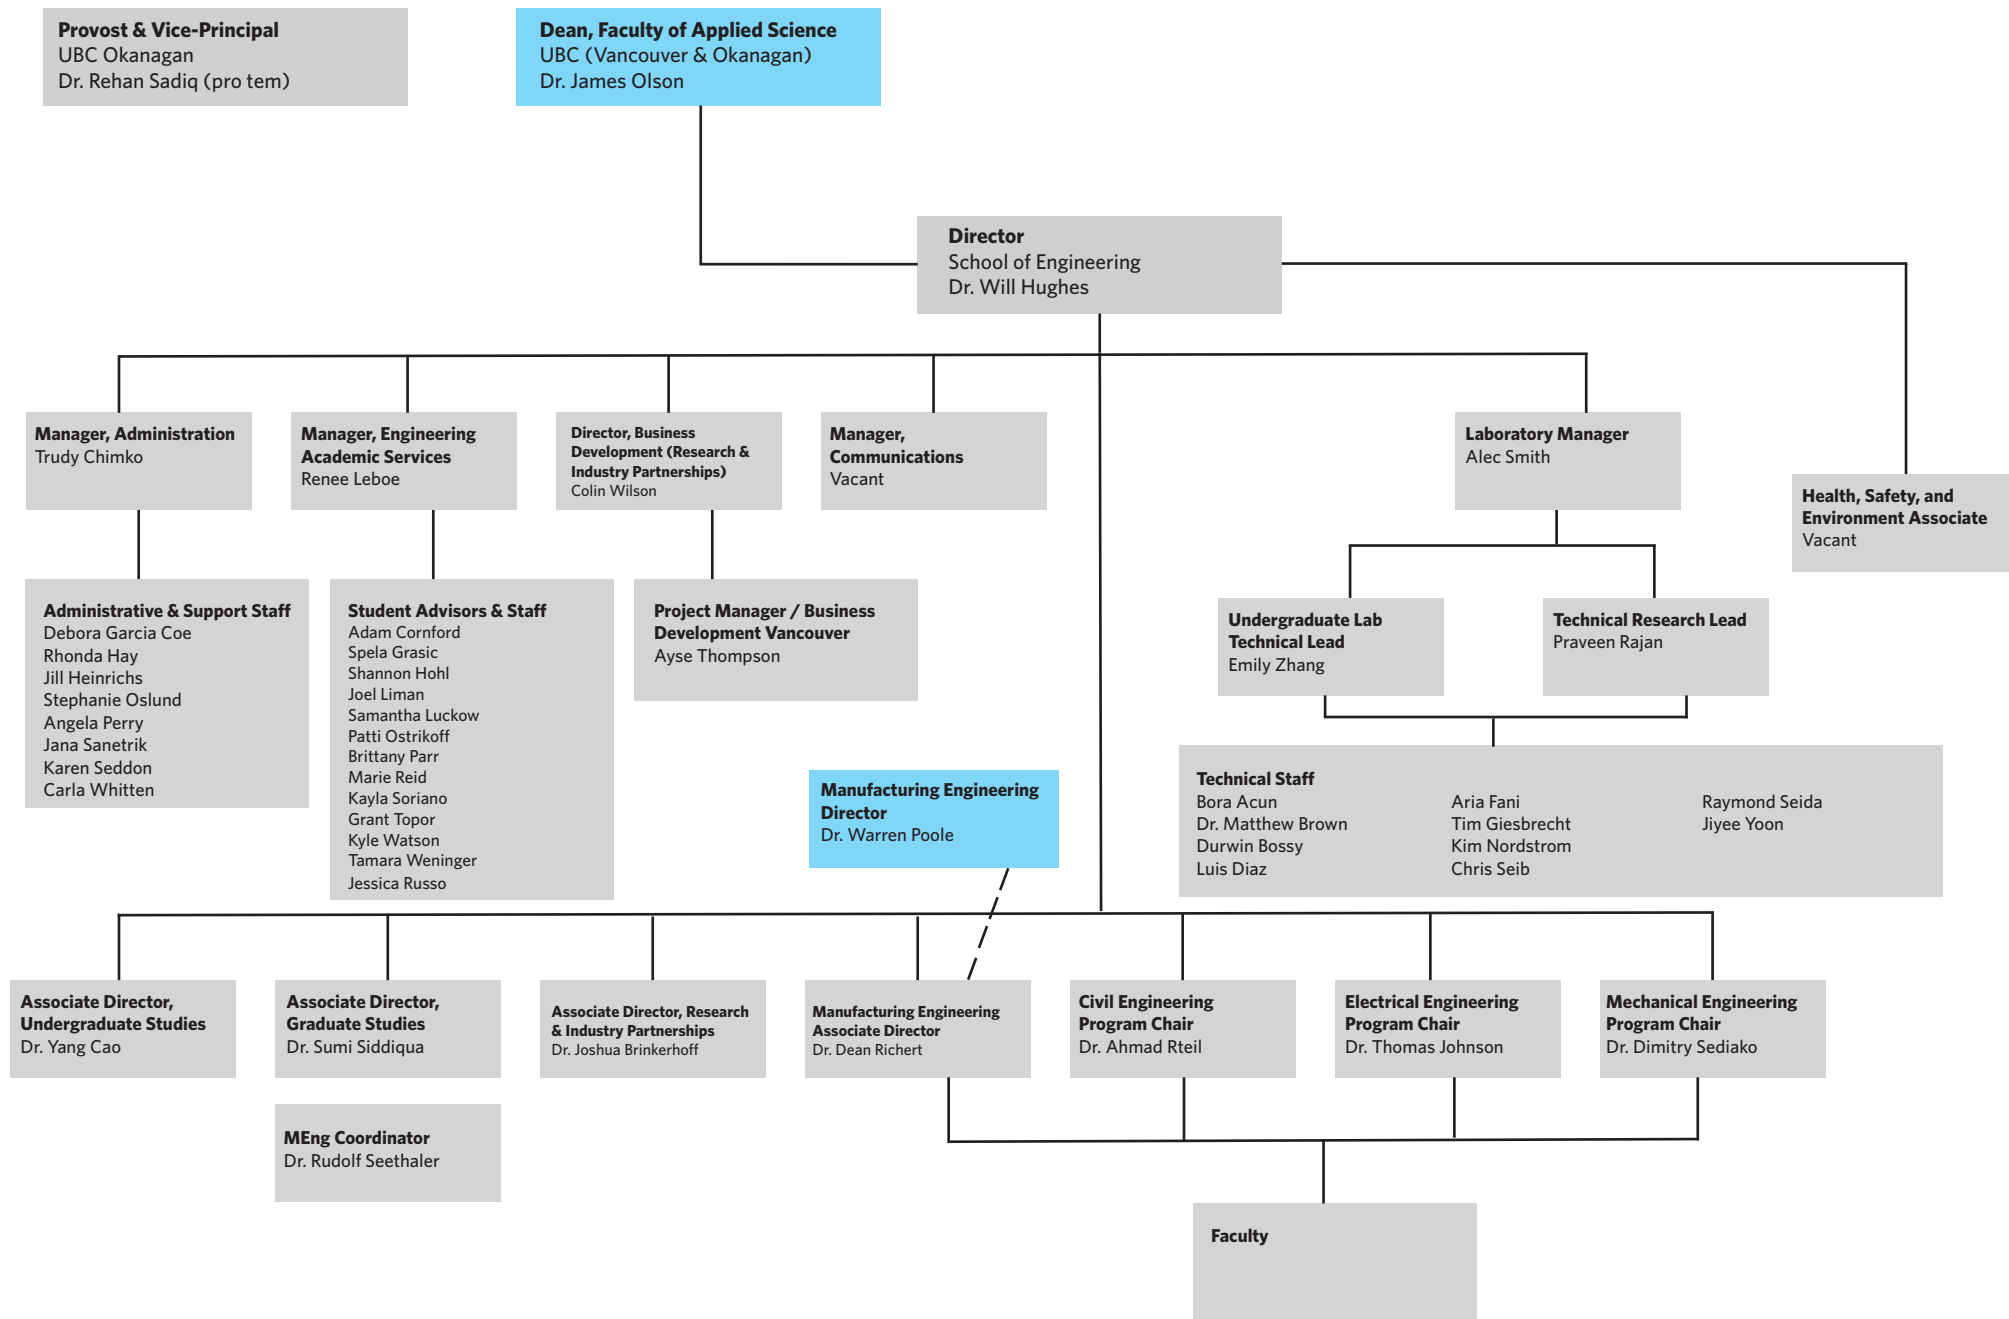 Provost & Vice-Principal
UBC Okanagan
Dr. Rehan Sadiq (pro tem)
Dean, Faculty of Applied Science
UBC (Vancouver & Okanagan)
Dr. James Olson
Director
School of Engineering
Dr. Will Hughes
Manager, Administration
Trudy Chimko
Manager, Engineering
Academic Services
Renee Leboe
Director, Business
Development (Research &
Industry Partnerships)
Colin Wilson
Manager,
Communications
Vacant
Laboratory Manager
Alec Smith
Health, Safety, and
Environment Associate
Vacant
Administrative & Support Staff
Debora Garcia Coe
Rhonda Hay
Jill Heinrichs
Stephanie Oslund
Angela Perry
Jana Sanetrik
Karen Seddon
Carla Whitten
Student Advisors & Staff
Adam Cornford
Spela Grasic
Shannon Hohl
Joel Liman
Samantha Luckow
Patti Ostrikoff
Brittany Parr
Marie Reid
Kayla Soriano
Grant Topor
Kyle Watson
Tamara Weninger
Jessica Russo
Project Manager / Business
Development Vancouver
Ayse Thompson
Undergraduate Lab
Technical Lead
Emily Zhang
Technical Research Lead
Praveen Rajan
Technical Staff
Bora Acun
Dr. Matthew Brown
Durwin Bossy
Luis Diaz
Aria Fani
Tim Giesbrecht
Kim Nordstrom
Chris Seib
Raymond Seida
Jiyee Yoon
Manufacturing Engineering
Director
Dr. Warren Poole
Associate Director,
Undergraduate Studies
Dr. Yang Cao
Associate Director,
Graduate Studies
Dr. Sumi Siddiqua
Associate Director, Research
& Industry Partnerships
Dr. Joshua Brinkerhoff
Manufacturing Engineering
Associate Director
Dr. Dean Richert
Civil Engineering
Program Chair
Dr. Ahmad Rteil
Electrical Engineering
Program Chair
Dr. Thomas Johnson
Mechanical Engineering
Program Chair
Dr. Dimitry Sediako
MEng Coordinator
Dr. Rudolf Seethaler
Faculty